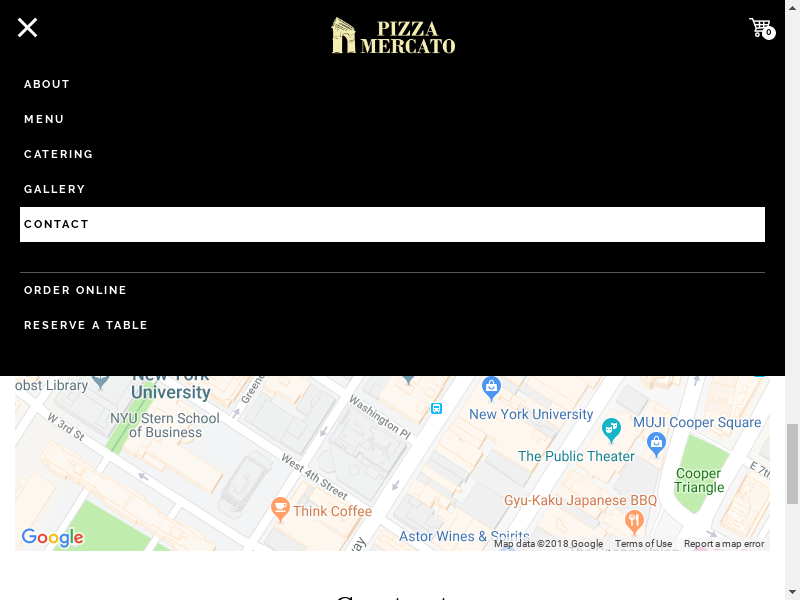 PIZZA
MERCATO
0
ABOUT
MENU
CATERING
GALLERY
CONTACT
ORDER ONLINE
RESERVE A TABLE
New York
University
obst Library
Greene
NYU Stern School
of Business
W 3rd St
Washington Pl
New York University
MUJI Cooper Square
The Public Theater
West 4th Street
Cooper
Triangle
E 7th
Gyu-Kaku Japanese BBQ
Think Coffee
Astor Wines & Spirits
way
Google
Map data ©2018 Google
Terms of Use
Report a map error